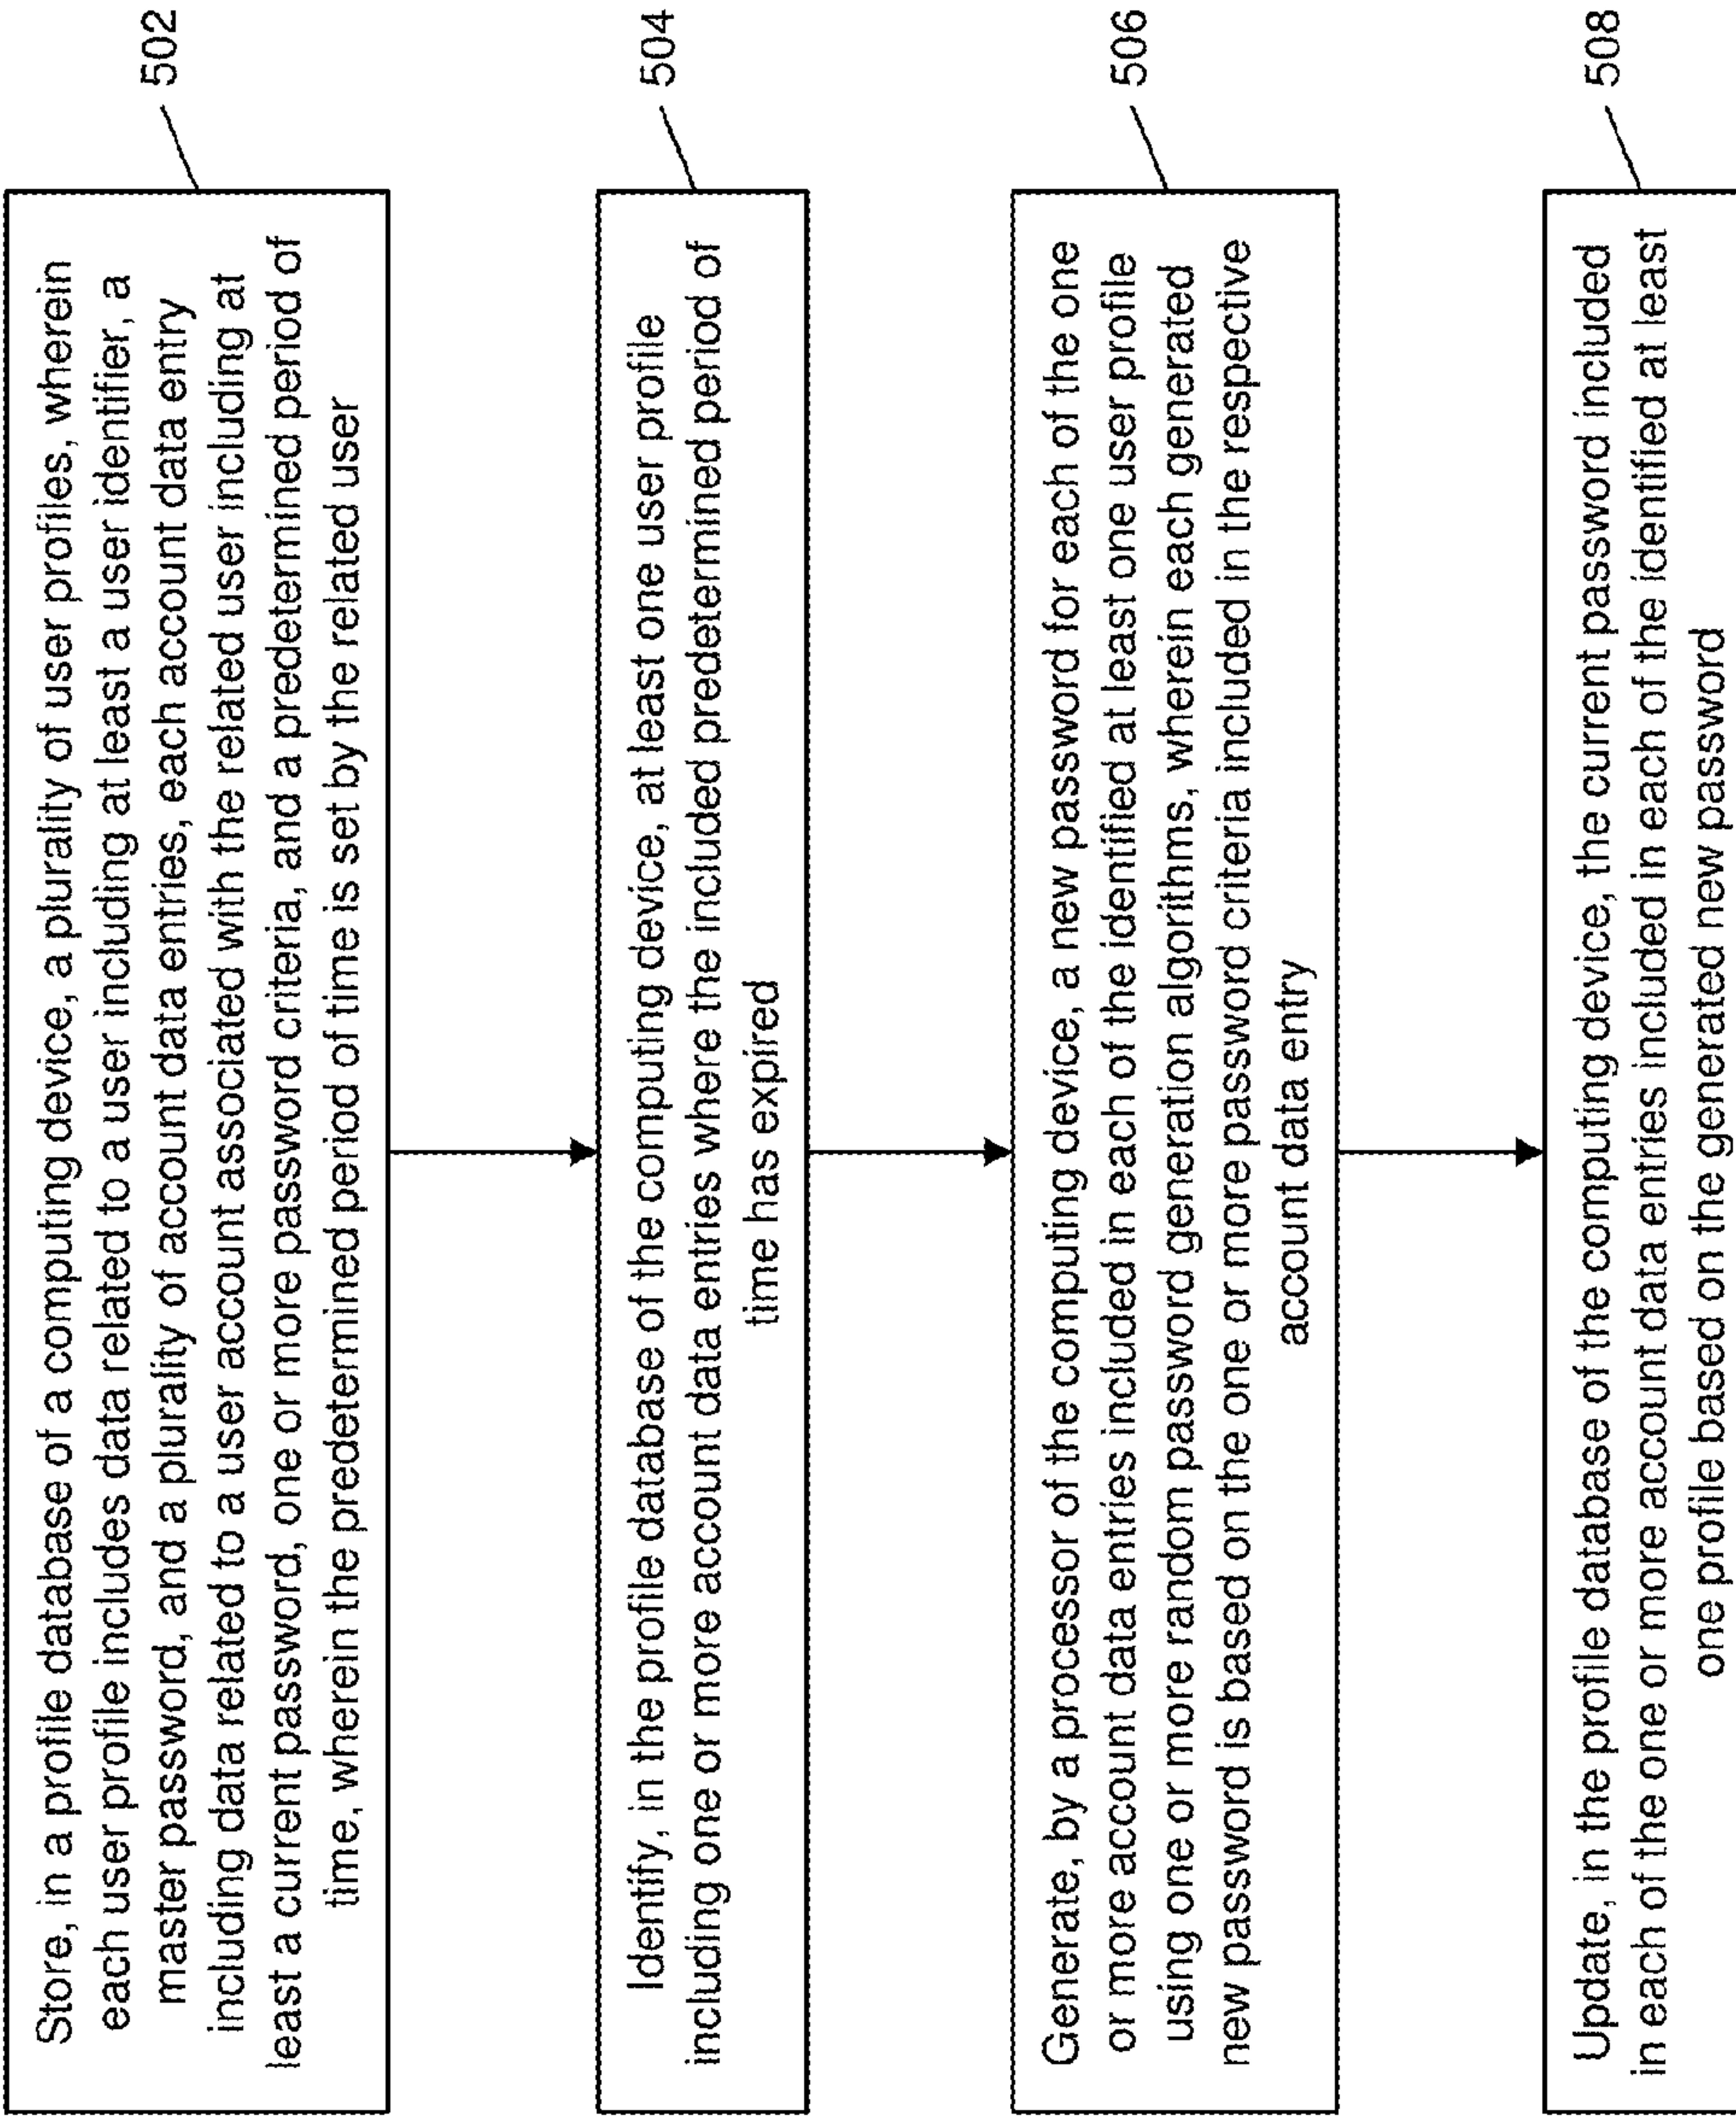 Store, in a profile database of a computing device, a plurality of user profiles, wherein
each user profile includes data related to a user including at least a user identifier, a
master password, and a plurality of account data entries, each account data entry
including data related to a user account associated with the related user including at
least a current password, one or more password criteria, and a predetermined period of
time, wherein the predetermined period of time is set by the related user
502
Identify, in the profile database of the computing device, at least one user profile
including one or more account data entries where the included predetermined period of
time has expired
504
Generate, by a processor of the computing device, a new password for each of the one
or more account data entries included in each of the identified at least one user profile
using one or more random password generation algorithms, wherein each generated
new password is based on the one or more password criteria included in the respective
account data entry
506
Update, in the profile database of the computing device, the current password included
in each of the one or more account data entries included in each of the identified at least
one profile based on the generated new password
508